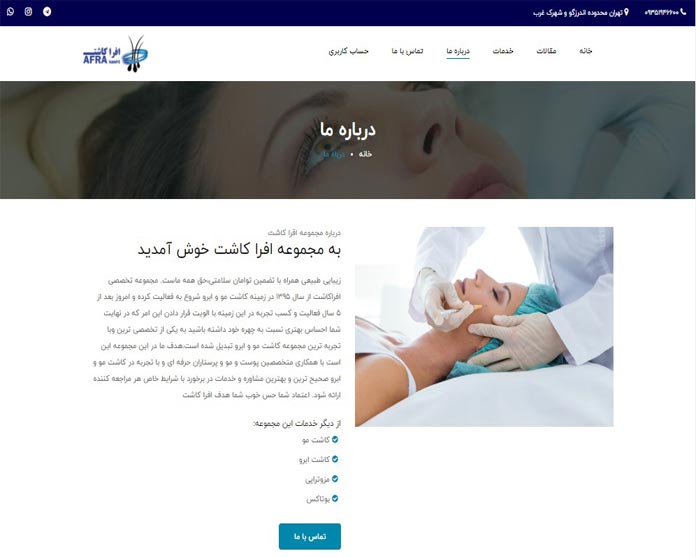 ۰۹۳۵۱۹۴۶۶۰۰
تهران محدوده اندرزگو و شهرک غرب
خانه
مقالات
خدمات
درباره ما
تماس با ما
حساب کاربری
افرا کاشت
AFRA
درباره ما
خانه • درباره ما
درباره مجموعه افرا کاشت
به مجموعه افرا کاشت خوش آمدید
زیبایی طبیعی همراه با تضمین توامان سلامتی،حق همه ماست. مجموعه تخصصی
افراکاشت از سال ۱۳۹۵ در زمینه کاشت مو و ابرو شروع به فعالیت کرده و امروز بعد از
۵ سال فعالیت و کسب تجربه در این زمینه با الویت قرار دادن این امر که در نهایت
شما احساس بهتری نسبت به چهره خود داشته باشید به یکی از تخصصی ترین وبا
تجربه ترین مجموعه کاشت مو و ابرو تبدیل شده است.هدف ما در این مجموعه این
است با همکاری متخصصین پوست و مو و پرستاران حرفه ای و با تجربه در کاشت مو و
ابرو صحیح ترین و بهترین مشاوره و خدمات در برخورد با شرایط خاص هر مراجعه کننده
ارائه شود. اعتماد شما حس خوب شما هدف افرا کاشت
از دیگر خدمات این مجموعه:
کاشت مو
کاشت ابرو
مزوتراپی
بوتاکس
تماس با ما